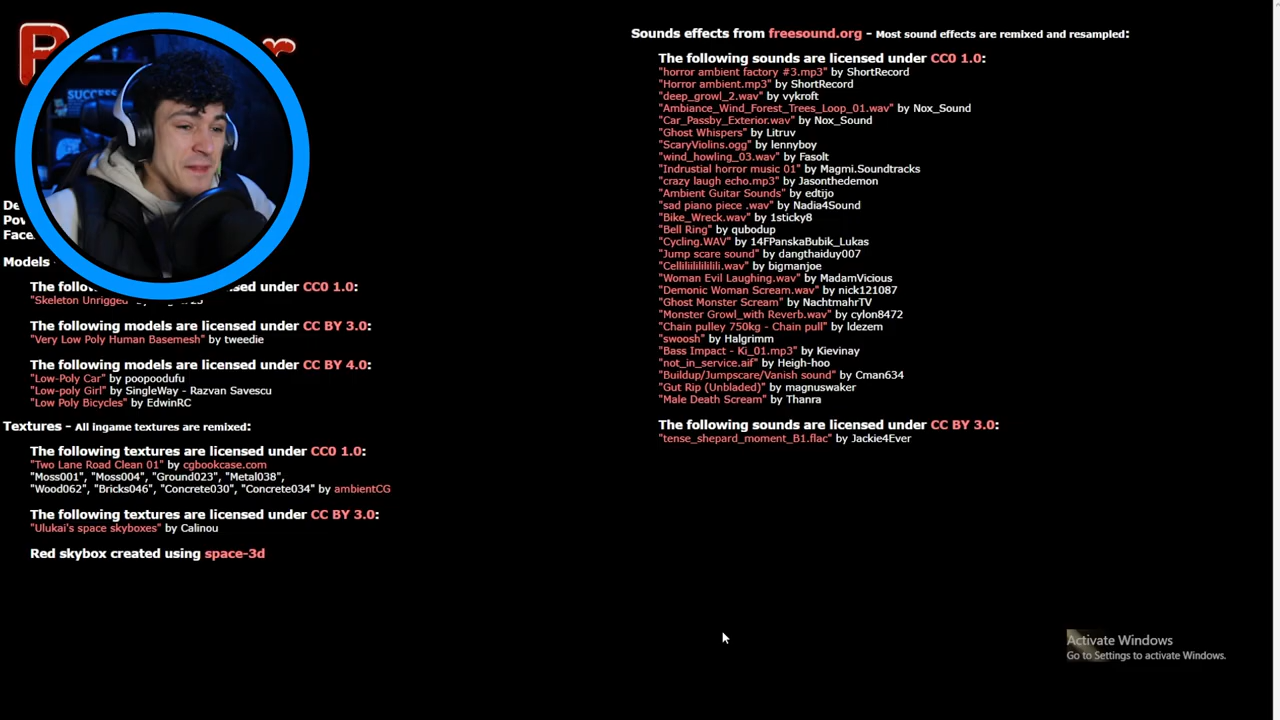 SUCCESS
De
Pov
Face
Models -
The fo
sed under CC0 1.0:
"Skeleton Unrigged"
The following models are licensed under CC BY 3.0:
"Very Low Poly Human Basemesh" by tweedie
The following models are licensed under CC BY 4.0:
"Low-Poly Car" by poopoodufu
"Low-poly Girl" by SingleWay - Razvan Savescu
"Low Poly Bicycles" by EdwinRC
Textures - All ingame textures are remixed:
The following textures are licensed under CC0 1.0:
"Two Lane Road Clean 01" by cgbookcase.com
"Moss001", "Moss004", "Ground023", "Metal038",
"Wood062", "Bricks046", "Concrete030", "Concrete034" by ambientCG
The following textures are licensed under CC BY 3.0:
"Ulukai's space skyboxes" by Calinou
Red skybox created using space-3d
Sounds effects from freesound.org - Most sound effects are remixed and resampled:
The following sounds are licensed under CC0 1.0:
"horror ambient factory #3.mp3" by ShortRecord
"Horror ambient.mp3" by ShortRecord
"deep_growl_2.wav" by vykroft
"Ambiance_Wind_Forest_Trees_Loop_01.wav" by Nox_Sound
"Car_Passby_Exterior.wav" by Nox_Sound
"Ghost Whispers" by Litruv
"ScaryViolins.ogg" by lennyboy
"wind_howling_03.wav" by Fasolt
"Indrustial horror music 01" by Magmi.Soundtracks
"crazy laugh echo.mp3" by Jasonthedemon
"Ambient Guitar Sounds" by edtijo
"sad piano piece .wav" by Nadia4Sound
"Bike_Wreck.wav" by 1sticky8
"Bell Ring" by qubodup
"Cycling.WAV" by 14FPanskaBubik_Lukas
"Jump scare sound" by dangthaiduy007
"Celliiiliililili.wav" by bigmanjoe
"Woman Evil Laughing.wav" by MadamVicious
"Demonic Woman Scream.wav" by nick121087
"Ghost Monster Scream" by NachtmahrTV
"Monster Growl_with Reverb.wav" by cylon8472
"Chain pulley 750kg - Chain pull" by ldezem
"swoosh" by Halgrimm
"Bass Impact - Ki_01.mp3" by Kievinay
"not_in_service.aif" by Heigh-hoo
"Buildup/Jumpscare/Vanish sound" by Cman634
"Gut Rip (Unbladed)" by magnuswaker
"Male Death Scream" by Thanra
The following sounds are licensed under CC BY 3.0:
"tense_shepard_moment_B1.flac" by Jackie4Ever
Activate Windows
Go to Settings to activate Windows.